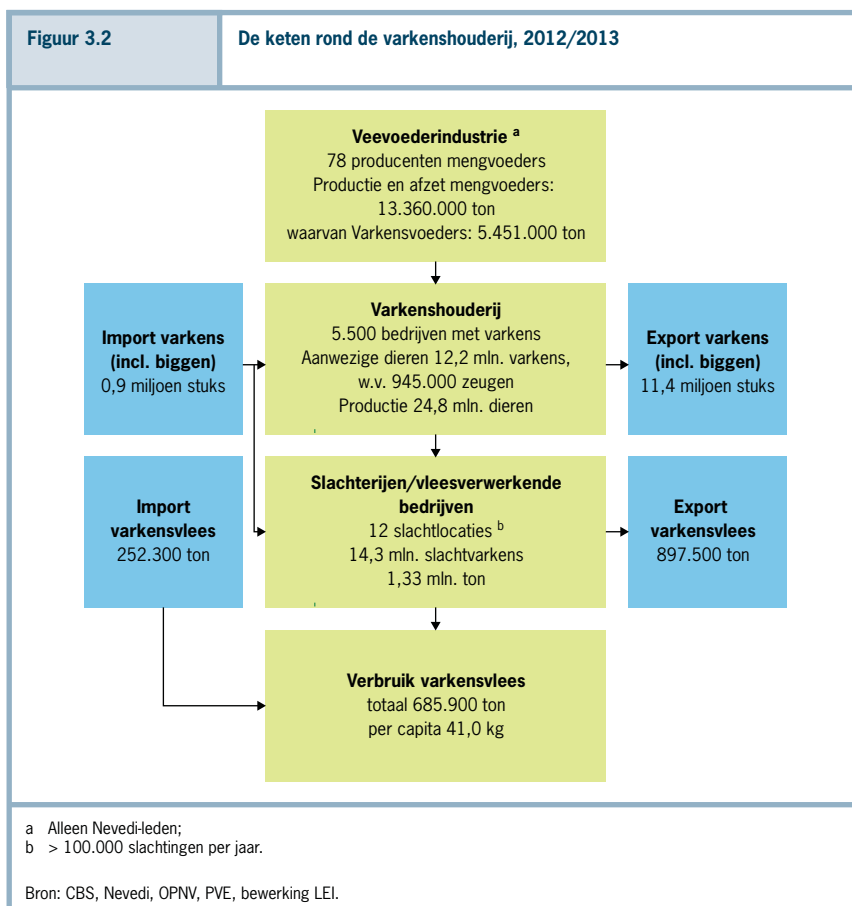 Figuur 3.2
De keten rond de varkenshouderij, 2012/2013
Veevoederindustrie a
78 producenten mengvoeders
Productie en afzet mengvoeders:
13.360.000 ton
waarvan Varkensvoeders: 5.451.000 ton
Import varkens
(incl. biggen)
0,9 miljoen stuks
Varkenshouderij
5.500 bedrijven met varkens
Aanwezige dieren 12,2 mln. varkens,
w.v. 945.000 zeugen
Productie 24,8 mln. dieren
Export varkens
(incl. biggen)
11,4 miljoen stuks
Import
varkensvlees
252.300 ton
Slachterijen/vleesverwerkende
bedrijven
12 slachtlocaties b
14,3 mln. slachtvarkens
1,33 mln. ton
Export
varkensvlees
897.500 ton
Verbruik varkensvlees
totaal 685.900 ton
per capita 41,0 kg
a Alleen Nevedi-leden;
b > 100.000 slachtingen per jaar.
Bron: CBS, Nevedi, OPNV, PVE, bewerking LEI.